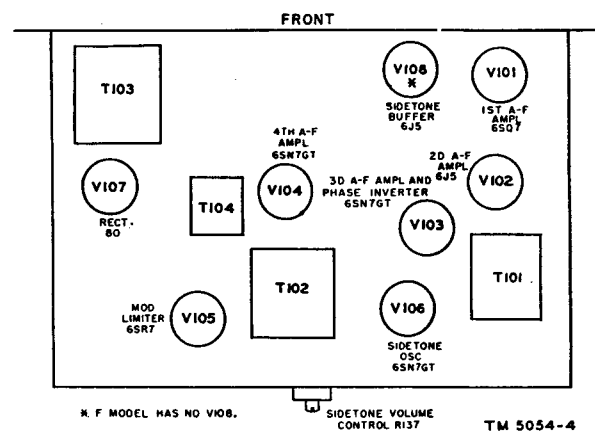 FRONT
T103
V108
*
SIDETONE
BUFFER
6J5
V101
1ST A-F
AMPL
6SQ7
4TH A-F
AMPL
6SN7GT
V104
V107
RECT.
80
T104
2D A-F
AMPL
6J5
V102
3D A-F AMPL AND
PHASE INVERTER
6SN7GT
V103
T101
T102
MOD
LIMITER
6SR7
V105
V106
SIDETONE
OSC
6SN7GT
* F MODEL HAS NO V108.
SIDETONE VOLUME
CONTROL R137
TM 5054-4